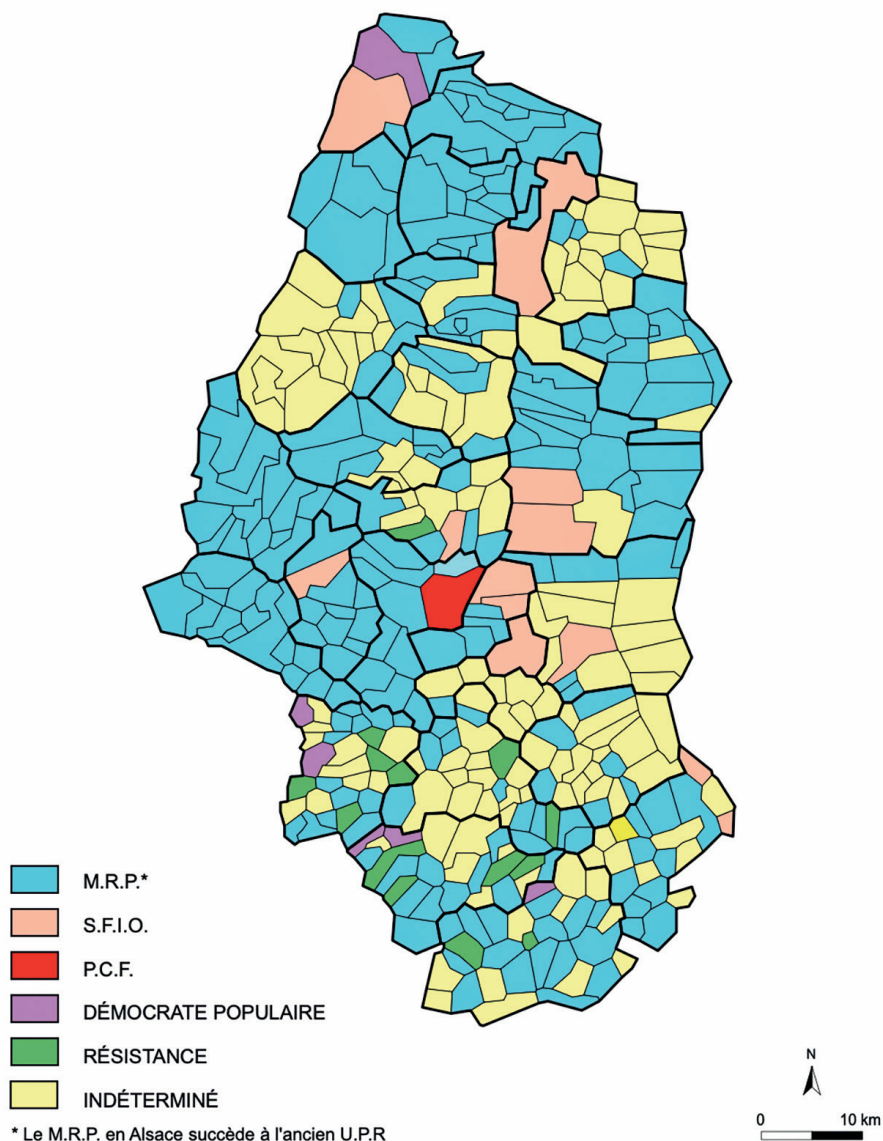 M.R.P.*
S.F.I.O.
P.C.F.
DÉMOCRATE POPULAIRE
RÉSISTANCE
INDÉTERMINÉ
* Le M.R.P. en Alsace succède à l'ancien U.P.R
N
0 10 km